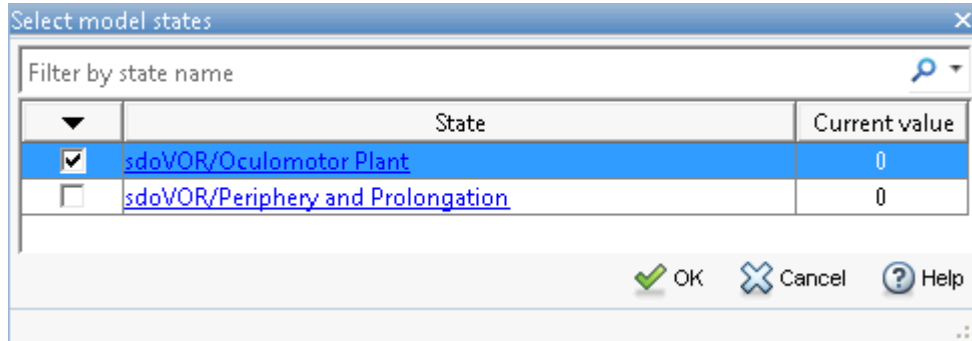 Select model states
Filter by state name
State Current value
sdoVOR/Oculomotor Plant 0
sdoVOR/Periphery and Prolongation 0
OK Cancel ? Help